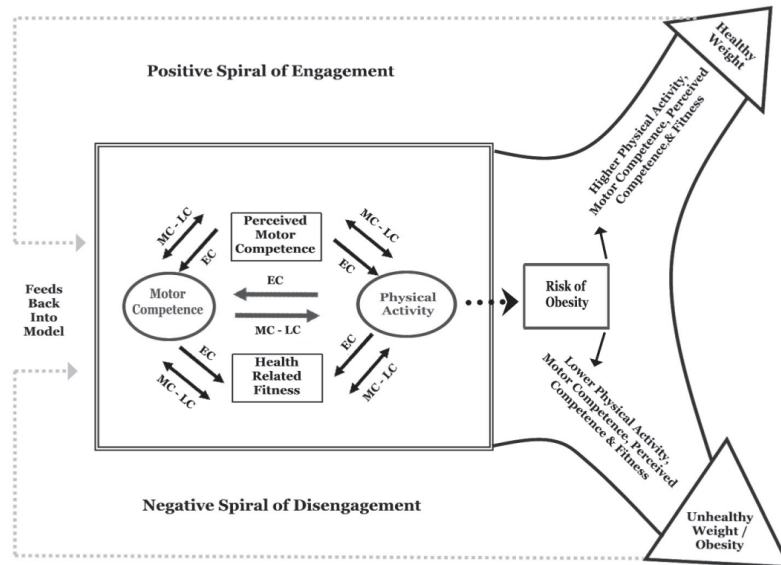 Healthy
Weight
Positive Spiral of Engagement
Higher Physical Activity,
Motor Competence, Perceived
Competence.& Fitness
MC - LC
Perceived
Motor
Competence
MC - LC
EC
EC
EC
Feeds
Back
Into
Model
Motor
Competence
Physical
Activity
Risk of
Obesity
MC - LC
EC
EC
Health
Related
Fitness
MC - LC
MC - LC
Lower Physical Activity,
Motor Competence, Perceived
Competence & Fitness
Negative Spiral of Disengagement
Unhealthy
Weight /
Obesity